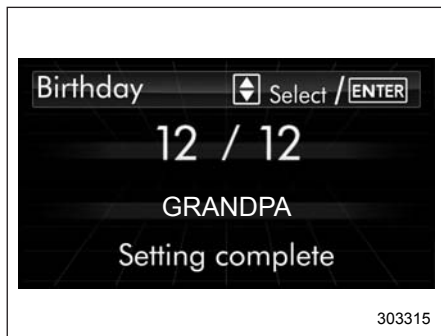 Birthday Select / ENTER
12 / 12
GRANDPA
Setting complete
303315